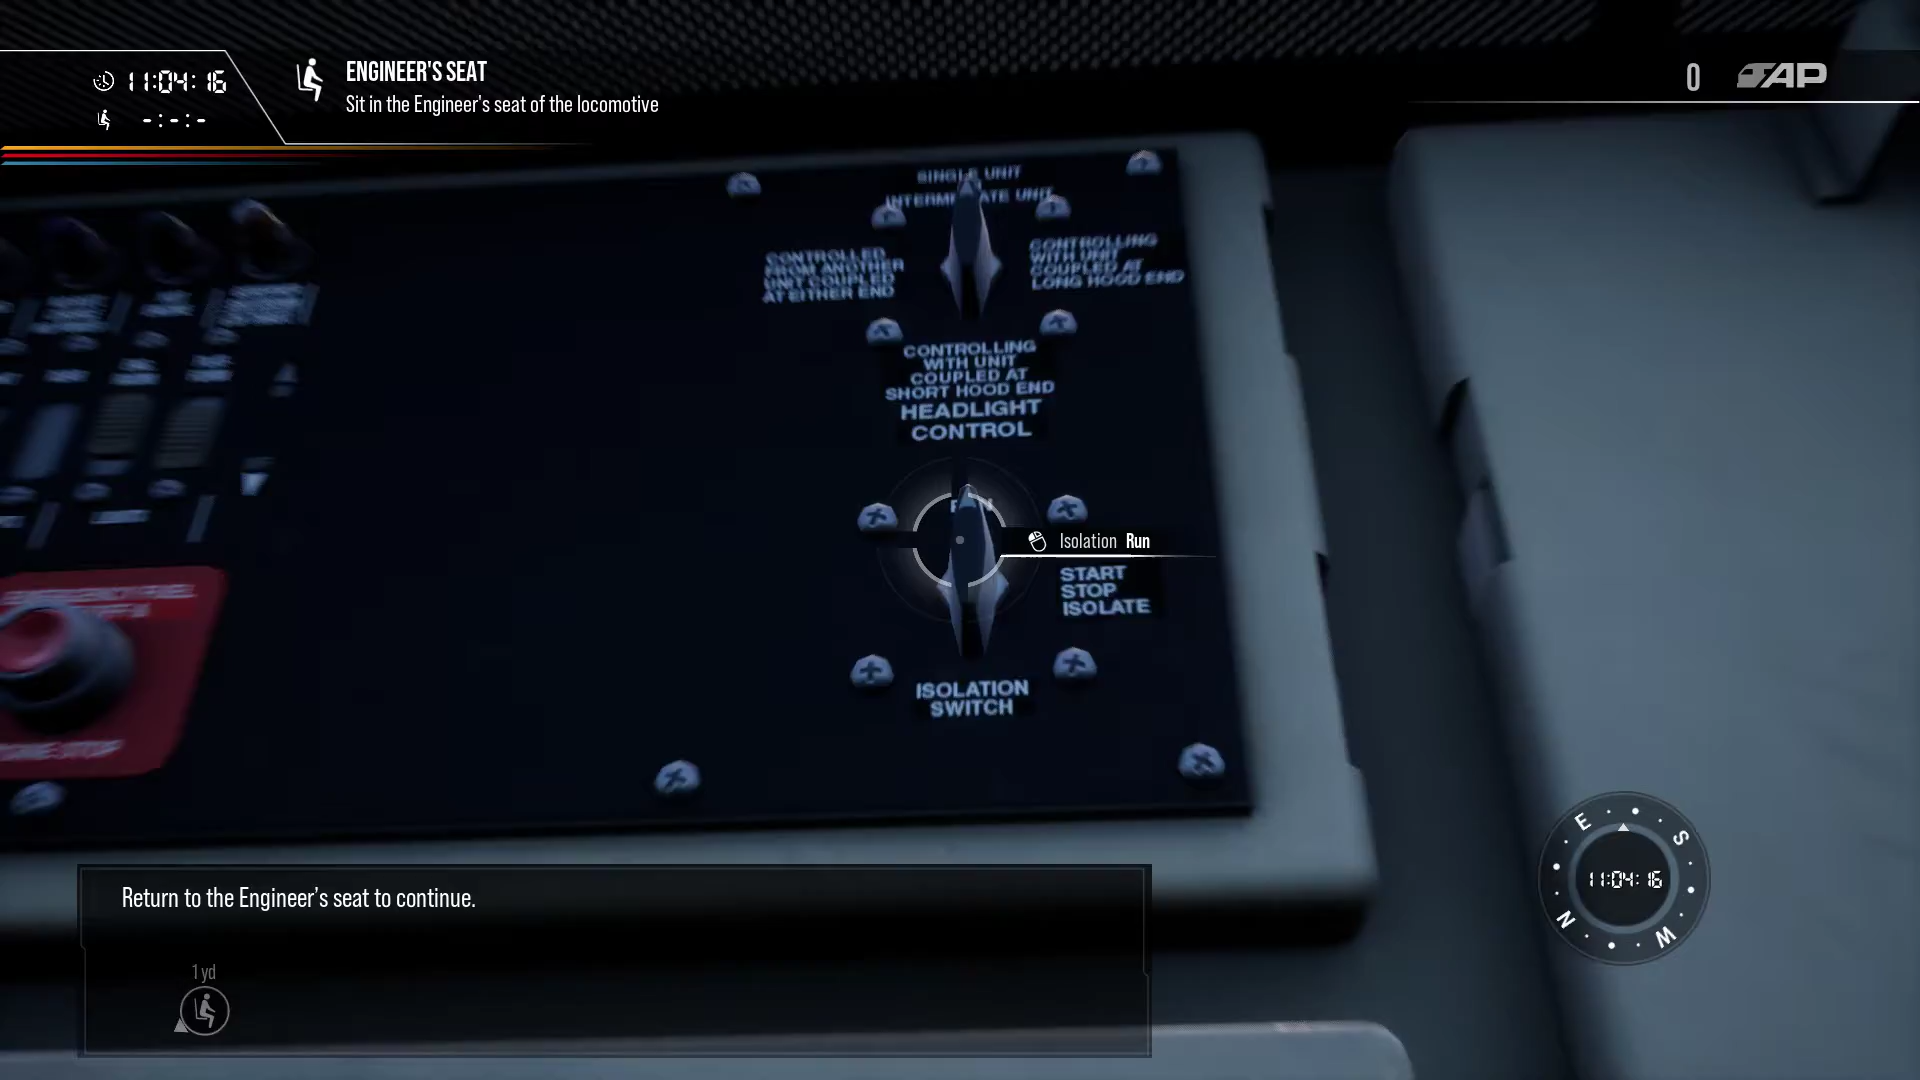 11:04:16
ENGINEER'S SEAT
Sit in the Engineer's seat of the locomotive
- : - : -
0
AP
SINGLE UNIT
INTERMEDIATE UNIT
CONTROLLED
FROM ANOTHER
UNIT COUPLED
AT EITHER END
CONTROLLING
WITH UNIT
COUPLED AT
LONG HOOD END
CONTROLLING
WITH UNIT
COUPLED AT
SHORT HOOD END
HEADLIGHT
CONTROL
Isolation Run
START
STOP
ISOLATE
ISOLATION
SWITCH
Return to the Engineer’s seat to continue.
1 yd
E
S
N
W
11:04:16